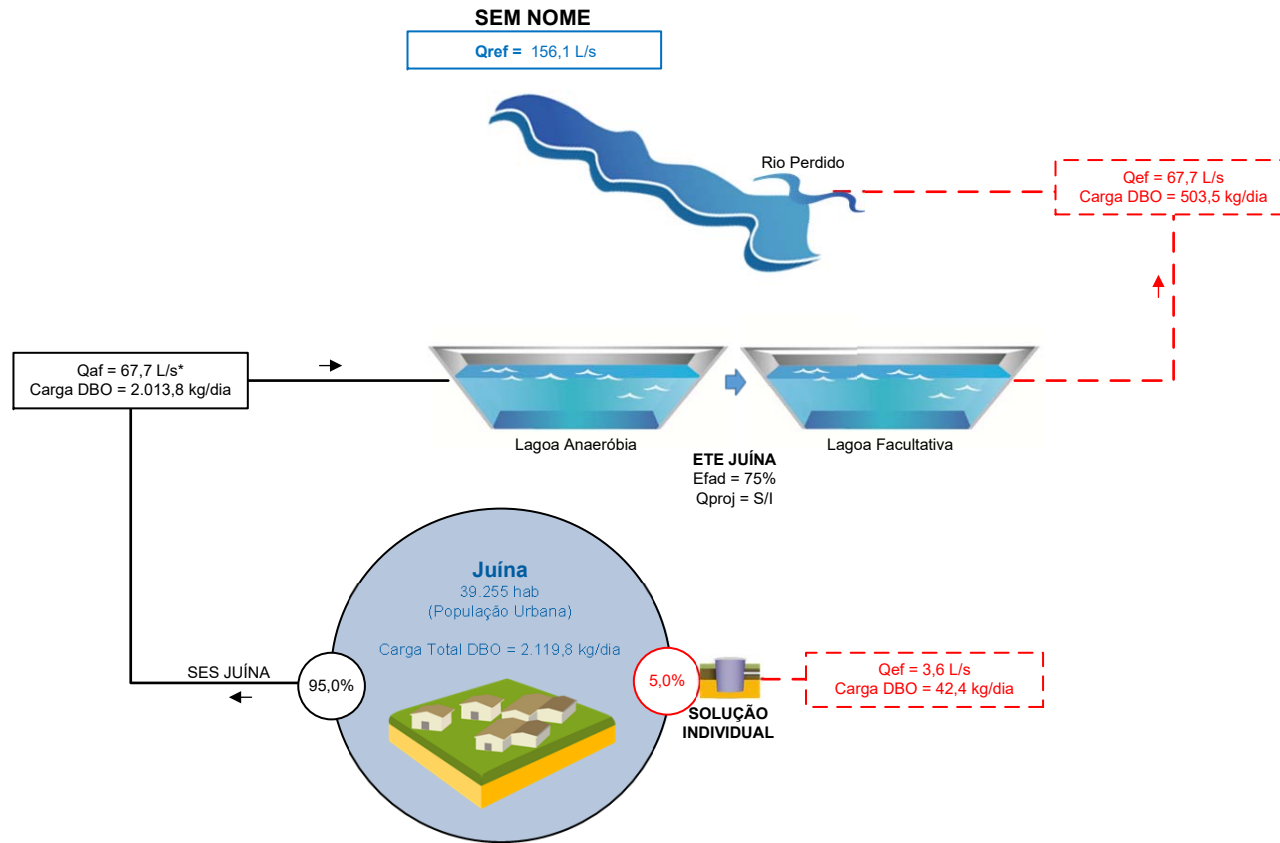 SEM NOME
Qref = 156,1 L/s
Rio Perdido
Qef = 67,7 L/s
Carga DBO = 503,5 kg/dia
Qaf = 67,7 L/s*
Carga DBO = 2.013,8 kg/dia
Lagoa Anaeróbia
Lagoa Facultativa
ETE JUÍNA
Efad = 75%
Qproj = S/I
Juína
39.255 hab
(População Urbana)
Carga Total DBO = 2.119,8 kg/dia
SES JUÍNA
95,0%
5,0%
SOLUÇÃO
INDIVIDUAL
Qef = 3,6 L/s
Carga DBO = 42,4 kg/dia